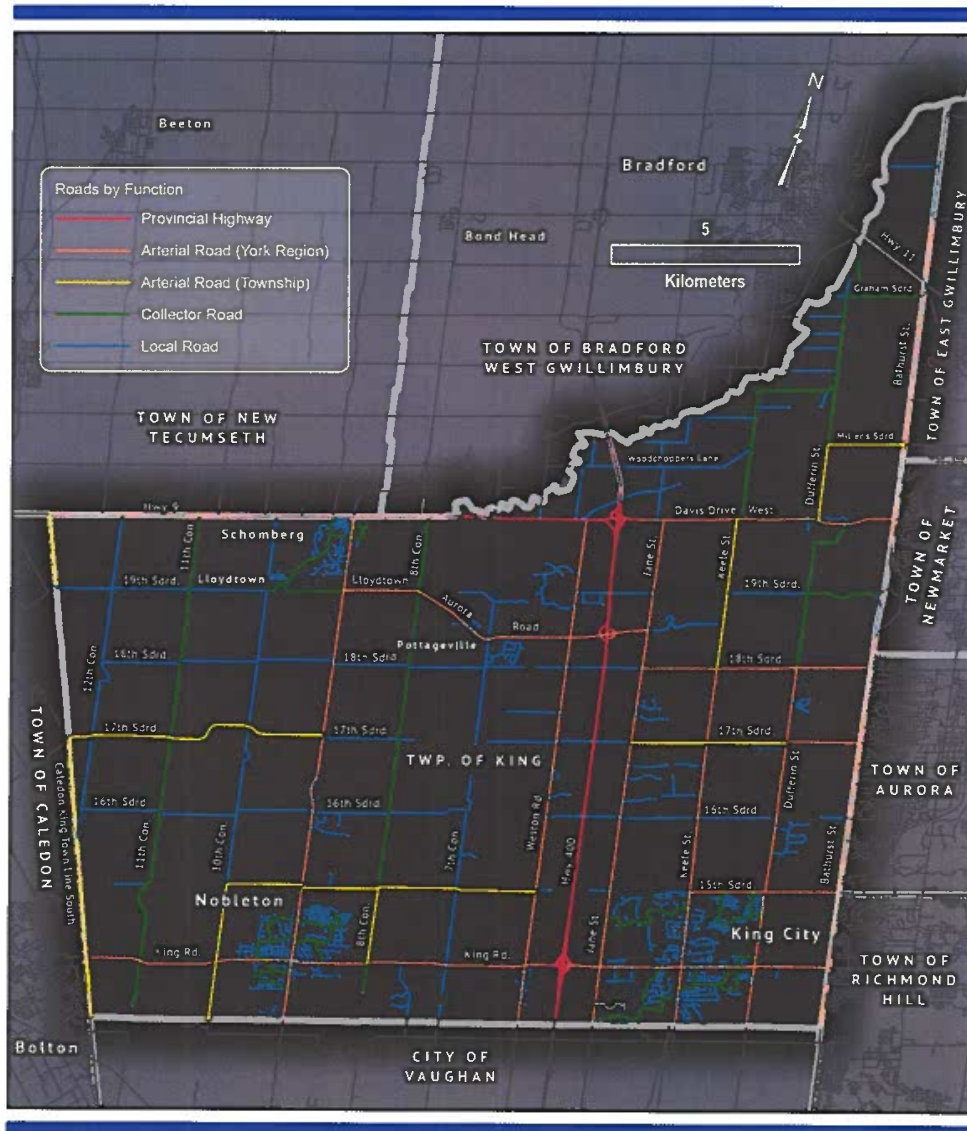 N
Beeton
Bradford
Roads by Function
Provincial Highway
Arterial Road (York Region)
Arterial Road (Township)
Collector Road
Local Road
Bond Head
5
Kilometers
Hwy 11
Graham Sdrd
Bathurst St.
TOWN OF EAST GWILLIMBURY
TOWN OF BRADFORD
WEST GWILLIMBURY
TOWN OF NEW
TECUMSETH
Miller's Sdrd
Woodchoppers Lane
Dufferin St.
Hwy 9
Davis Drive West
Schomberg
11th Con
8th Con
Jane St.
Keele St.
TOWN OF
NEWMARKET
19th Sdrd.
Lloydtown
Lloydtown
Aurora
Road
19th Sdrd.
Pottageville
12th Con
18th Sdrd
18th Sdrd.
18th Sdrd
17th Sdrd
17th Sdrd
17th Sdrd
TWP. OF KING
TOWN OF CALEDON
Caledon King Town Line South
TOWN OF
AURORA
Dufferin St
16th Sdrd
16th Sdrd
16th Sdrd
Weston Rd
Hwy 400
11th Con
10th Con
7th Con
Keele St
Bathurst St.
15th Sdrd
Nobleton
8th Con
King City
Jane St.
King Rd.
King Rd.
TOWN OF
RICHMOND
HILL
Bolton
CITY OF
VAUGHAN